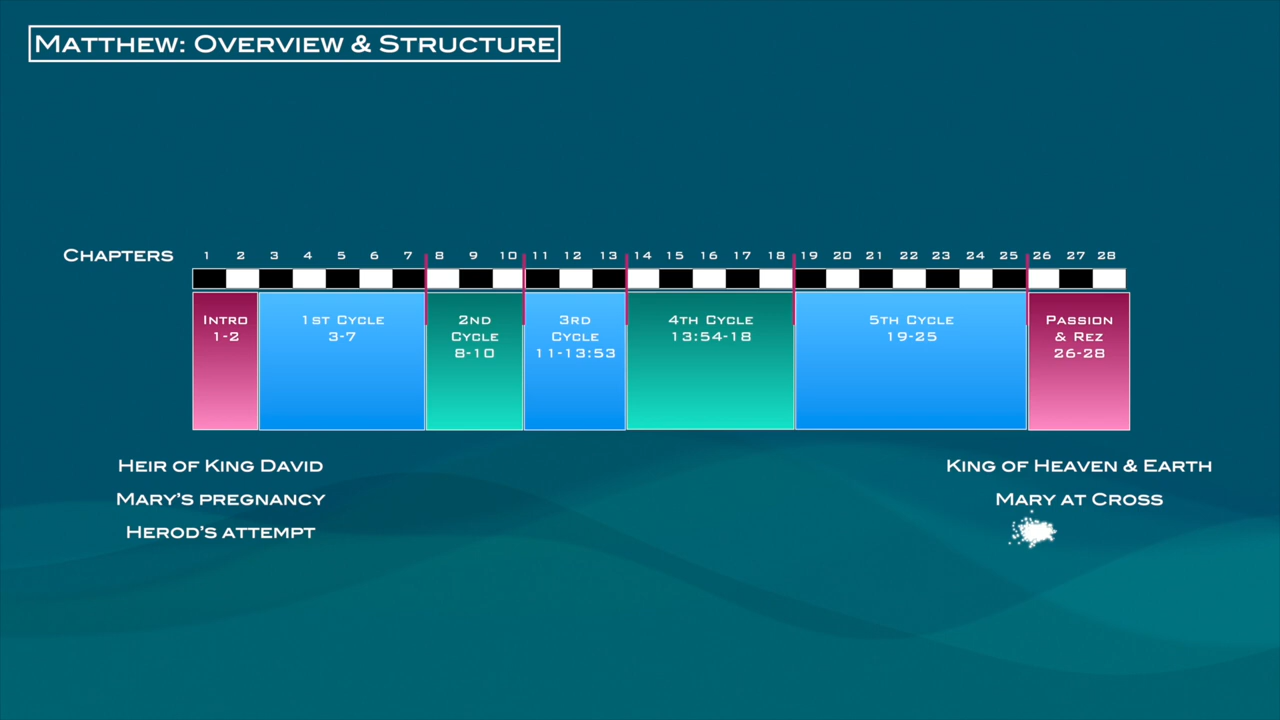 Matthew: Overview & Structure
Chapters 1 2 3 4 5 6 7 8 9 10 11 12 13 14 15 16 17 18 19 20 21 22 23 24 25 26 27 28
Intro
1-2
1st Cycle
3-7
2nd
Cycle
8-10
3rd
Cycle
11-13:53
4th Cycle
13:54-18
5th Cycle
19-25
Passion
& Rez
26-28
Heir of King David
Mary's pregnancy
Herod's attempt
King of Heaven & Earth
Mary at Cross